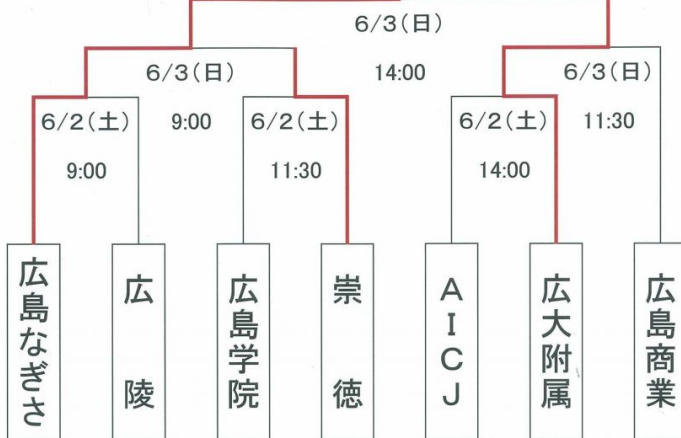 6/3(日)
14:00
6/3(日)
9:00
6/3(日)
11:30
6/2(土)
9:00
6/2(土)
11:30
6/2(土)
14:00
広島なぎさ
広陵
広島学院
崇徳
AICJ
広大附属
広島商業